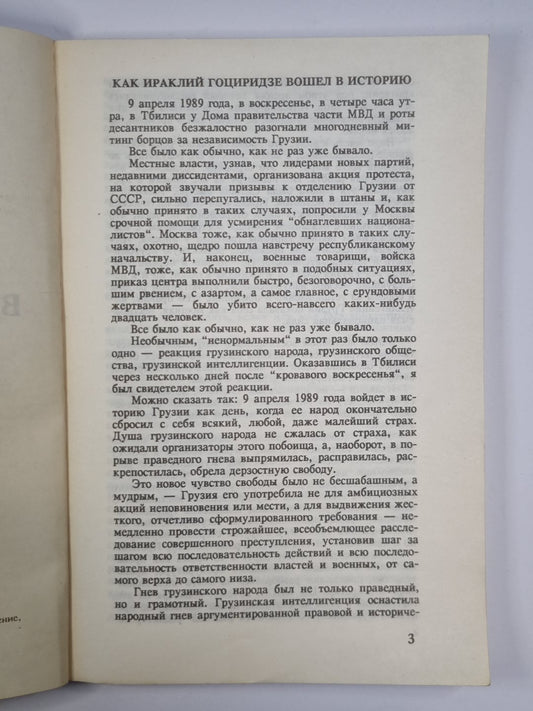 КАК ИРАКЛИЙ ГОЦИРИДЗЕ ВОШЕЛ В ИСТОРИЮ
9 апреля 1989 года, в воскресенье, в четыре часа ут-
ра, в Тбилиси у Дома правительства части МВД и роты
десантников безжалостно разогнали многодневный ми-
тинг борцов за независимость Грузии.
Все было как обычно, как не раз уже бывало.
Местные власти, узнав, что лидерами новых партий,
недавними диссидентами, организована акция протеста,
на которой звучали призывы к отделению Грузии от
СССР, сильно перепугались, наложили в штаны и, как
обычно принято в таких случаях, попросили у Москвы
срочной помощи для усмирения "обнаглевших национа-
листов". Москва тоже, как обычно принято в таких слу-
чаях, охотно, щедро пошла навстречу республиканскому
начальству. И, наконец, военные товарищи, войска
МВД, тоже, как обычно принято в подобных ситуациях,
приказ центра выполнили быстро, безоговорочно, с боль-
шим рвением, с азартом, а самое главное, с ерундовыми
жертвами — было убито всего-навсего каких-нибудь
двадцать человек.
Все было как обычно, как не раз уже бывало.
Необычным, "ненормальным" в этот раз было только
одно — реакция грузинского народа, грузинского обще-
ства, грузинской интеллигенции. Оказавшись в Тбилиси
через несколько дней после "кровавого воскресенья", я
был свидетелем этой реакции.
Можно сказать так: 9 апреля 1989 года войдет в ис-
торию Грузии как день, когда ее народ окончательно
сбросил с себя всякий, любой, даже малейший страх.
Душа грузинского народа не сжалась от страха, как
ожидали организаторы этого побоища, а, наоборот, в по-
рыве праведного гнева выпрямилась, расправилась, рас-
крепостилась, обрела дерзостную свободу.
Это новое чувство свободы было не бесшабашным, а
мудрым, — Грузия его употребила не для амбициозных
акций неповиновения или мести, а для выдвижения жес-
ткого, отчетливо сформулированного требования — не-
медленно провести строжайшее, всеобъемлющее рассле-
дование совершенного преступления, установив шаг за
шагом всю последовательность действий и всю последо-
вательность ответственности властей и военных, от са-
мого верха до самого низа.
Гнев грузинского народа был не только праведный,
но и грамотный. Грузинская интеллигенция оснастила
народный гнев аргументированной правовой и историче-
3
В
ение.